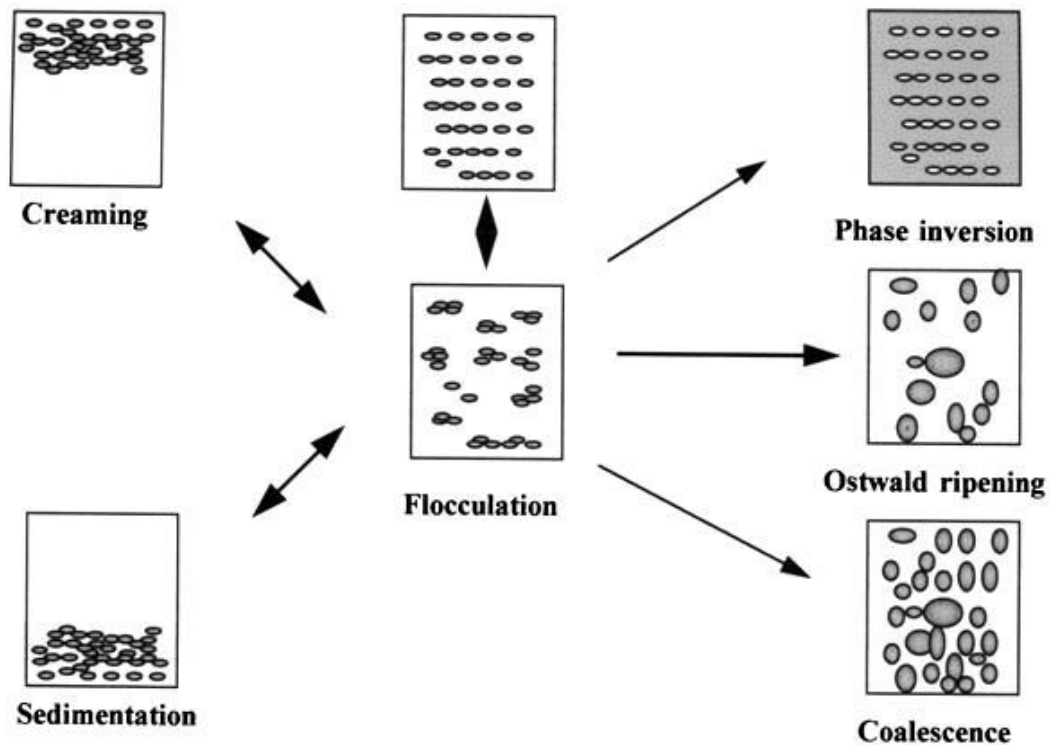 Creaming
Phase inversion
Flocculation
Ostwald ripening
Sedimentation
Coalescence